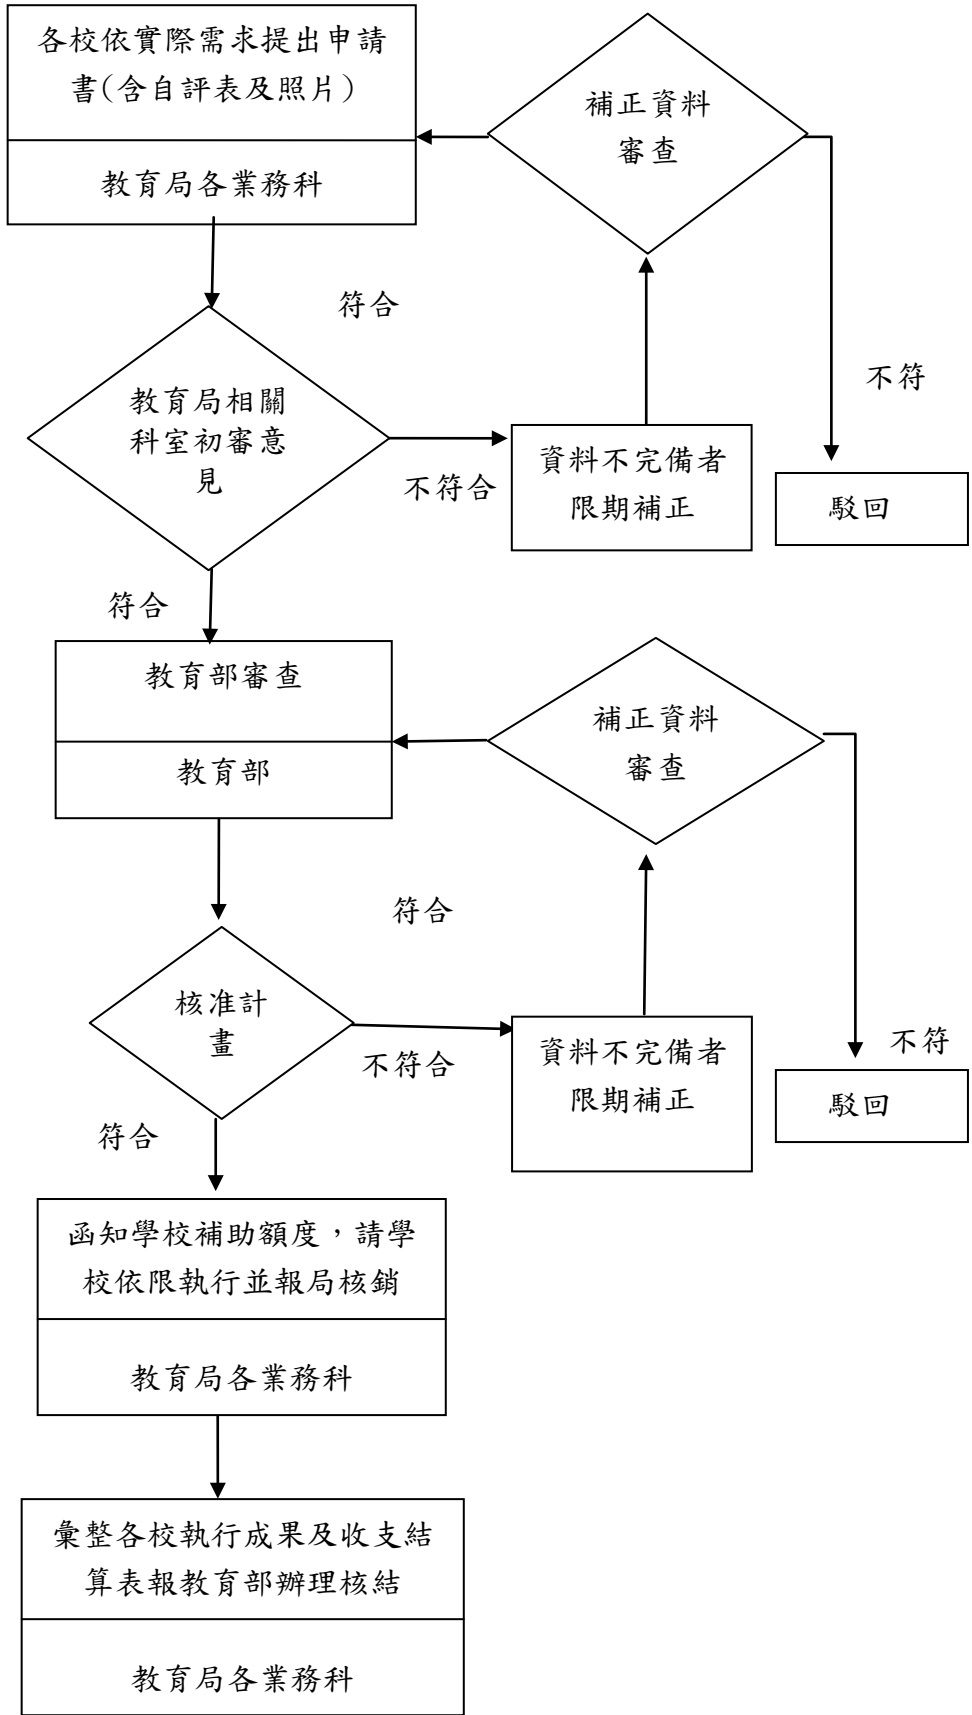 各校依實際需求提出申請
書(含自評表及照片)
教育局各業務科
補正資料
審查
符合
不符
教育局相關
科室初審意
見
不符合
資料不完備者
限期補正
駁回
符合
教育部審查
教育部
補正資料
審查
符合
核准計
畫
不符合
資料不完備者
限期補正
不符
駁回
符合
函知學校補助額度，請學
校依限執行並報局核銷
教育局各業務科
彙整各校執行成果及收支結
算表報教育部辦理核結
教育局各業務科